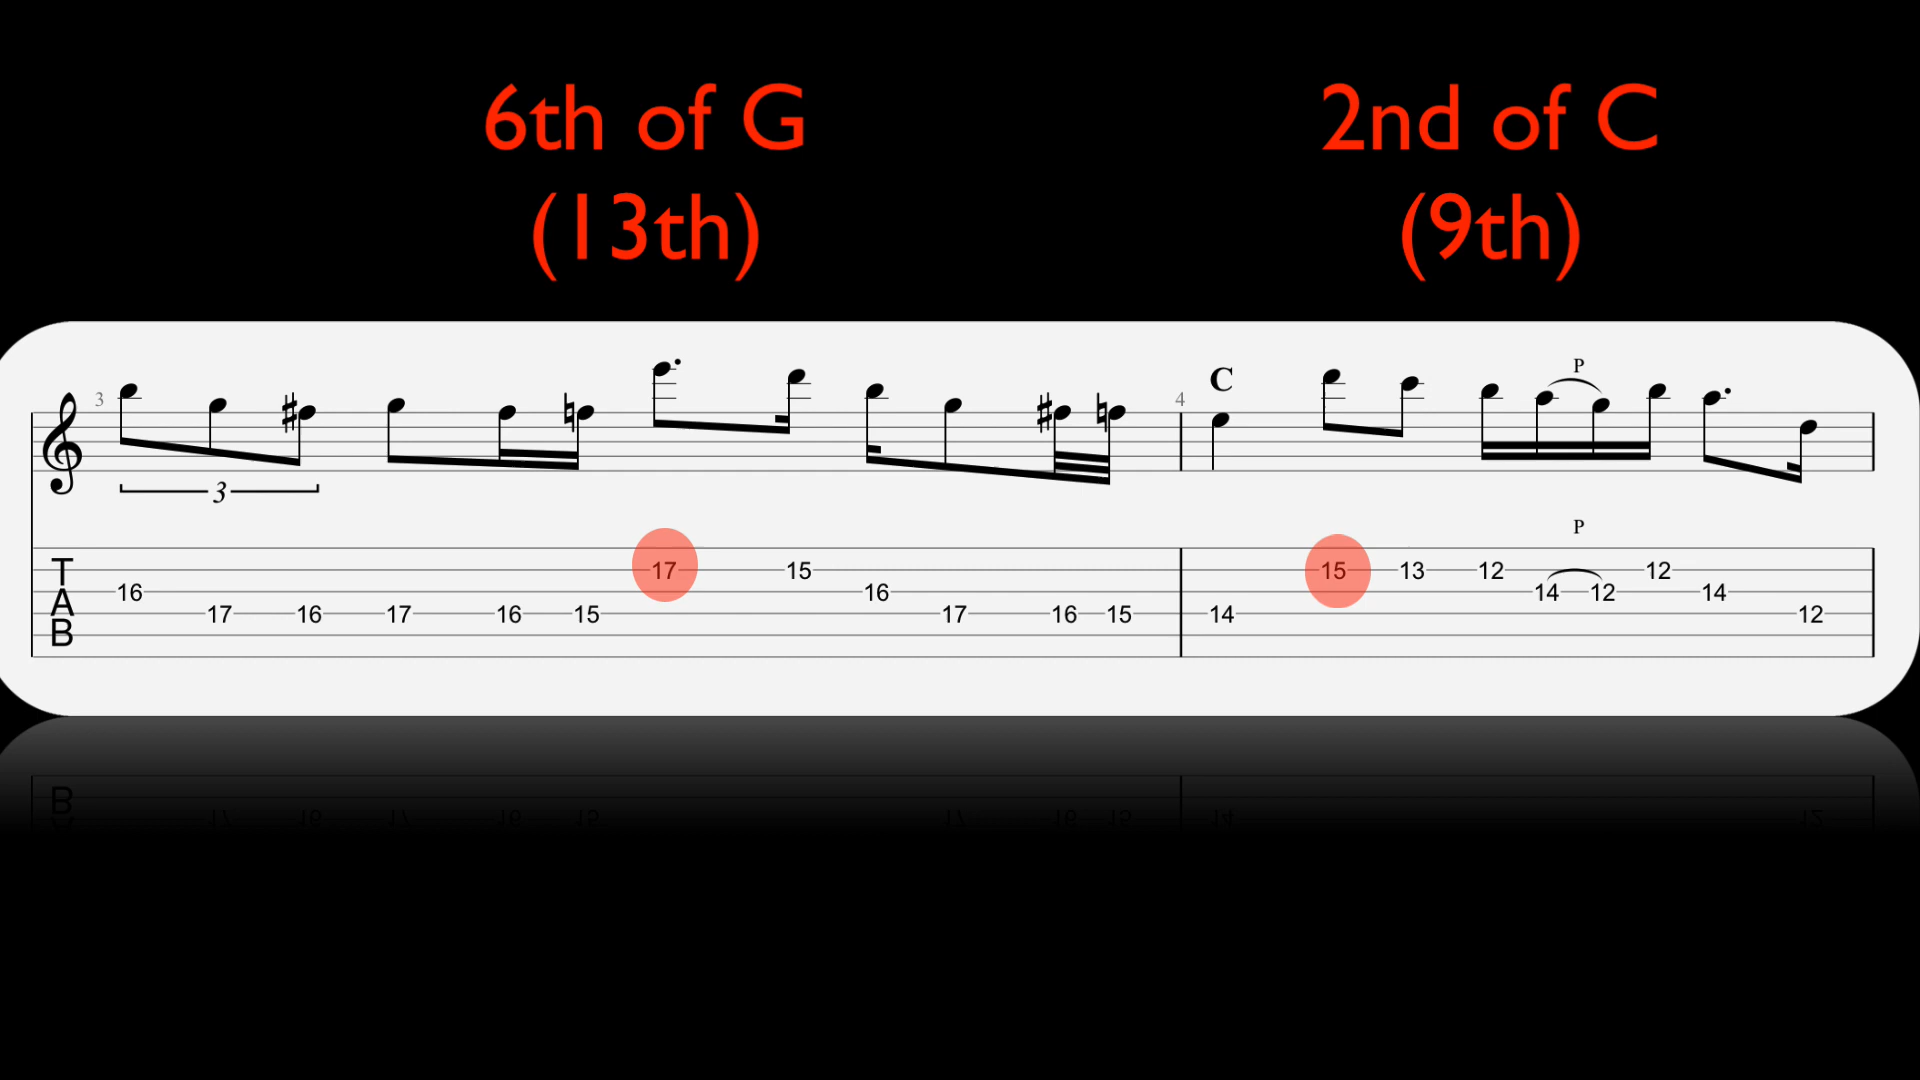 6th of G
(13th)
2nd of C
(9th)
3 4 C P
3
P
T 17 15 15 13 12 12
A 16 16 14 12 14
B 17 16 17 16 15 17 16 15 14 12